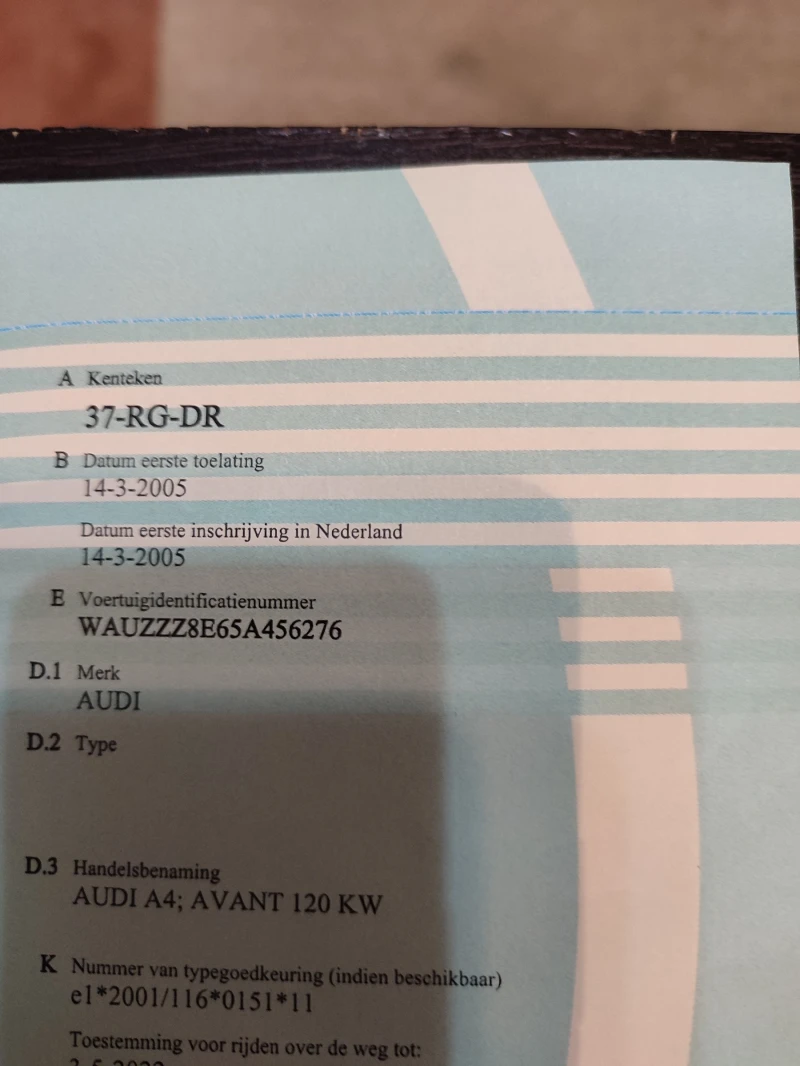 A Kenteken
37-RG-DR
B Datum eerste toelating
14-3-2005
Datum eerste inschrijving in Nederland
14-3-2005
E Voertuigidentificatienummer
WAUZZZ8E65A456276
D.1 Merk
AUDI
D.2 Type
D.3 Handelsbenaming
AUDI A4; AVANT 120 KW
K Nummer van typegoedkeuring (indien beschikbaar)
e1*2001/116*0151*11
Toestemming voor rijden over de weg tot: